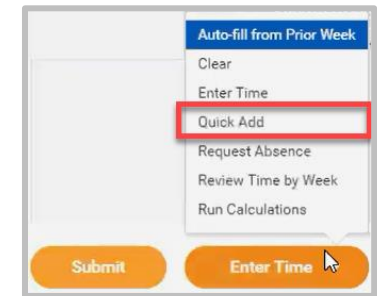 Auto-fill from Prior Week
Clear
Enter Time
Quick Add
Request Absence
Review Time by Week
Run Calculations
Submit
Enter Time